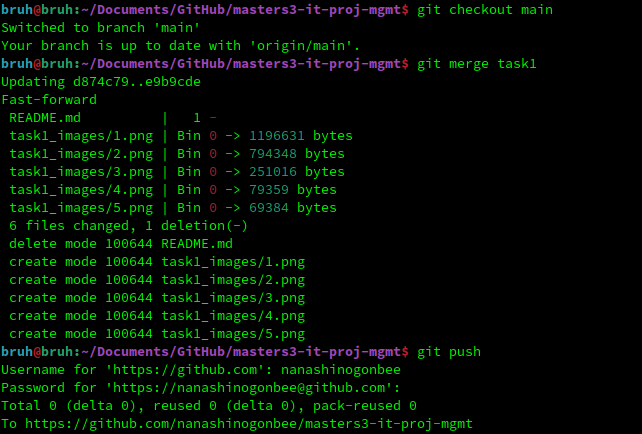 bruh@bruh:~/Documents/GitHub/masters3-it-proj-mgmt$ git checkout main
Switched to branch 'main'
Your branch is up to date with 'origin/main'.
bruh@bruh:~/Documents/GitHub/masters3-it-proj-mgmt$ git merge task1
Updating d874c79..e9b9cde
Fast-forward
 README.md          |   1 -
 task1_images/1.png | Bin 0 -> 1196631 bytes
 task1_images/2.png | Bin 0 -> 794348 bytes
 task1_images/3.png | Bin 0 -> 251016 bytes
 task1_images/4.png | Bin 0 -> 79359 bytes
 task1_images/5.png | Bin 0 -> 69384 bytes
 6 files changed, 1 deletion(-)
 delete mode 100644 README.md
 create mode 100644 task1_images/1.png
 create mode 100644 task1_images/2.png
 create mode 100644 task1_images/3.png
 create mode 100644 task1_images/4.png
 create mode 100644 task1_images/5.png
bruh@bruh:~/Documents/GitHub/masters3-it-proj-mgmt$ git push
Username for 'https://github.com': nanashinogonbee
Password for 'https://nanashinogonbee@github.com':
Total 0 (delta 0), reused 0 (delta 0), pack-reused 0
To https://github.com/nanashinogonbee/masters3-it-proj-mgmt